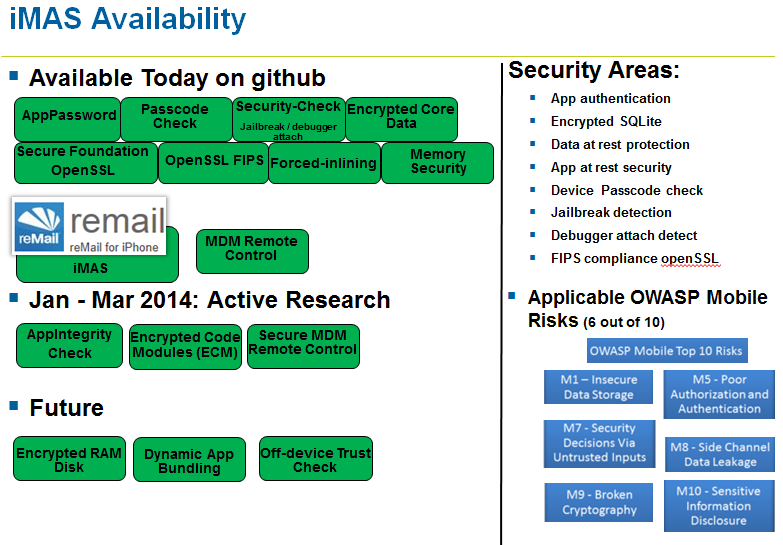 iMAS Availability
Available Today on github
AppPassword
Passcode
Check
Security-Check
Jailbreak / debugger
attach
Encrypted Core
Data
Secure Foundation
OpenSSL
OpenSSL FIPS
Forced-inlining
Memory
Security
reMail
remail
reMail for iPhone
iMAS
MDM Remote
Control
Jan - Mar 2014: Active Research
AppIntegrity
Check
Encrypted Code
Modules (ECM)
Secure MDM
Remote Control
Future
Encrypted RAM
Disk
Dynamic App
Bundling
Off-device Trust
Check
Security Areas:
App authentication
Encrypted SQLite
Data at rest protection
App at rest security
Device Passcode check
Jailbreak detection
Debugger attach detect
FIPS compliance openSSL
Applicable OWASP Mobile
Risks (6 out of 10)
OWASP Mobile Top 10 Risks
M1 – Insecure
Data Storage
M5 - Poor
Authorization and
Authentication
M7 - Security
Decisions Via
Untrusted Inputs
M8 - Side Channel
Data Leakage
M9 - Broken
Cryptography
M10 - Sensitive
Information
Disclosure